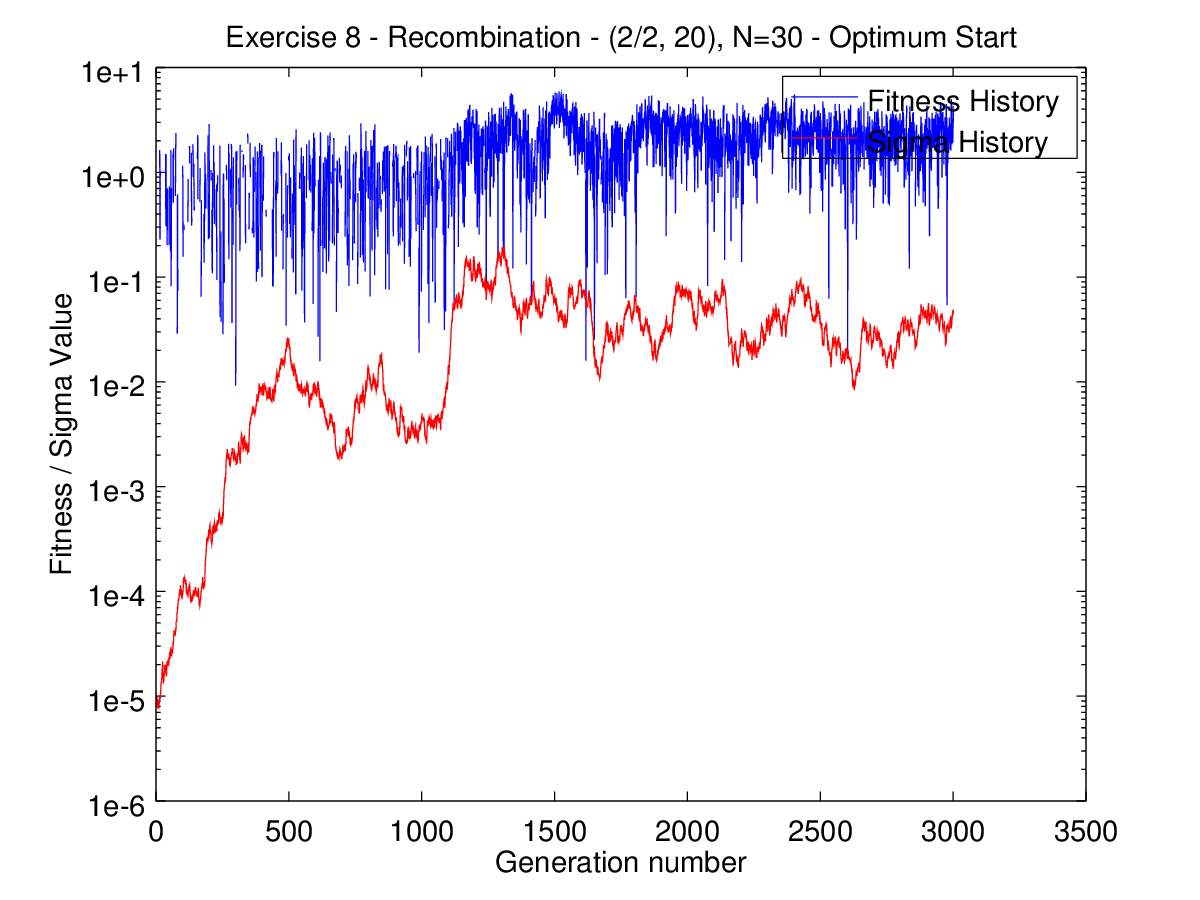 Exercise 8 - Recombination - (2/2, 20), N=30 - Optimum Start
Fitness History
Sigma History
Fitness / Sigma Value
1e+1
1e+0
1e-1
1e-2
1e-3
1e-4
1e-5
1e-6
0 500 1000 1500 2000 2500 3000 3500
Generation number